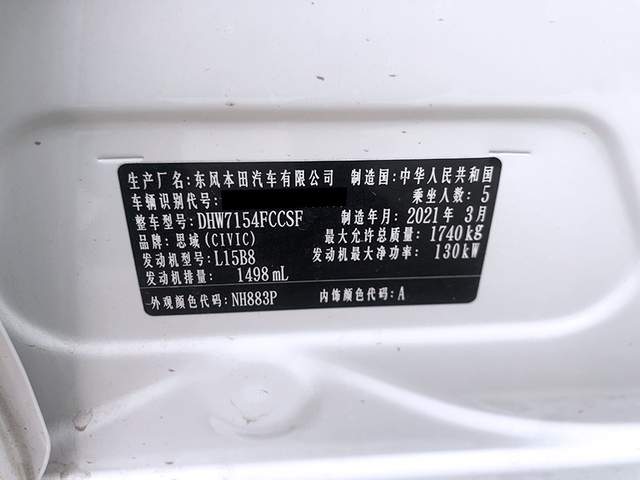 生产厂名:东风本田汽车有限公司 制造国:中华人民共和国
车辆识别代号: 乘坐人数:5
整车型号:DHW7154FCCSF 制造年月:2021年3月
品牌:思域(CIVIC) 最大允许总质量:1740kg
发动机型号:L15B8 发动机最大净功率:130kW
发动机排量:1498mL
外观颜色代码:NH883P 内饰颜色代码:A